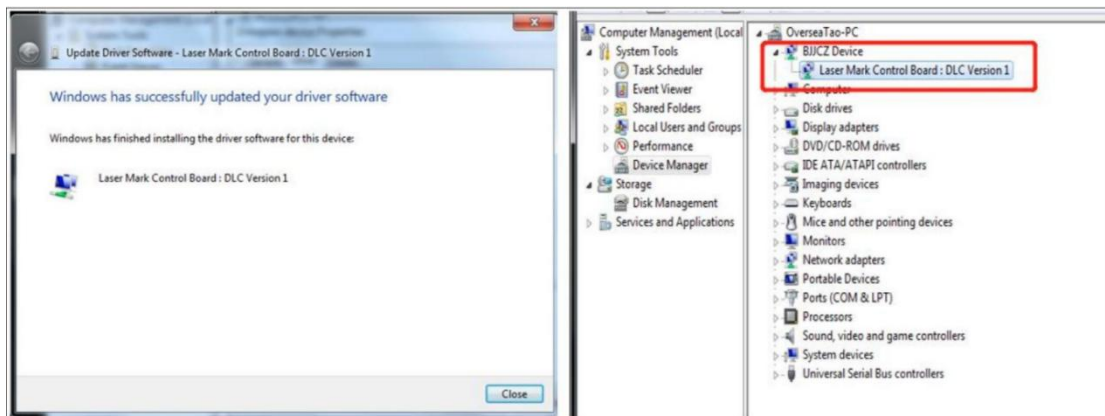 Update Driver Software - Laser Mark Control Board : DLC Version 1
Windows has successfully updated your driver software
Windows has finished installing the driver software for this device:
Laser Mark Control Board : DLC Version 1
Close
Computer Management (Local
System Tools
Task Scheduler
Event Viewer
Shared Folders
Local Users and Groups
Performance
Device Manager
Storage
Disk Management
Services and Applications
OverseaTao-PC
BJJCZ Device
Laser Mark Control Board : DLC Version 1
Computer
Disk drives
Display adapters
DVD/CD-ROM drives
IDE ATA/ATAPI controllers
Imaging devices
Keyboards
Mice and other pointing devices
Monitors
Network adapters
Portable Devices
Ports (COM & LPT)
Processors
Sound, video and game controllers
System devices
Universal Serial Bus controllers